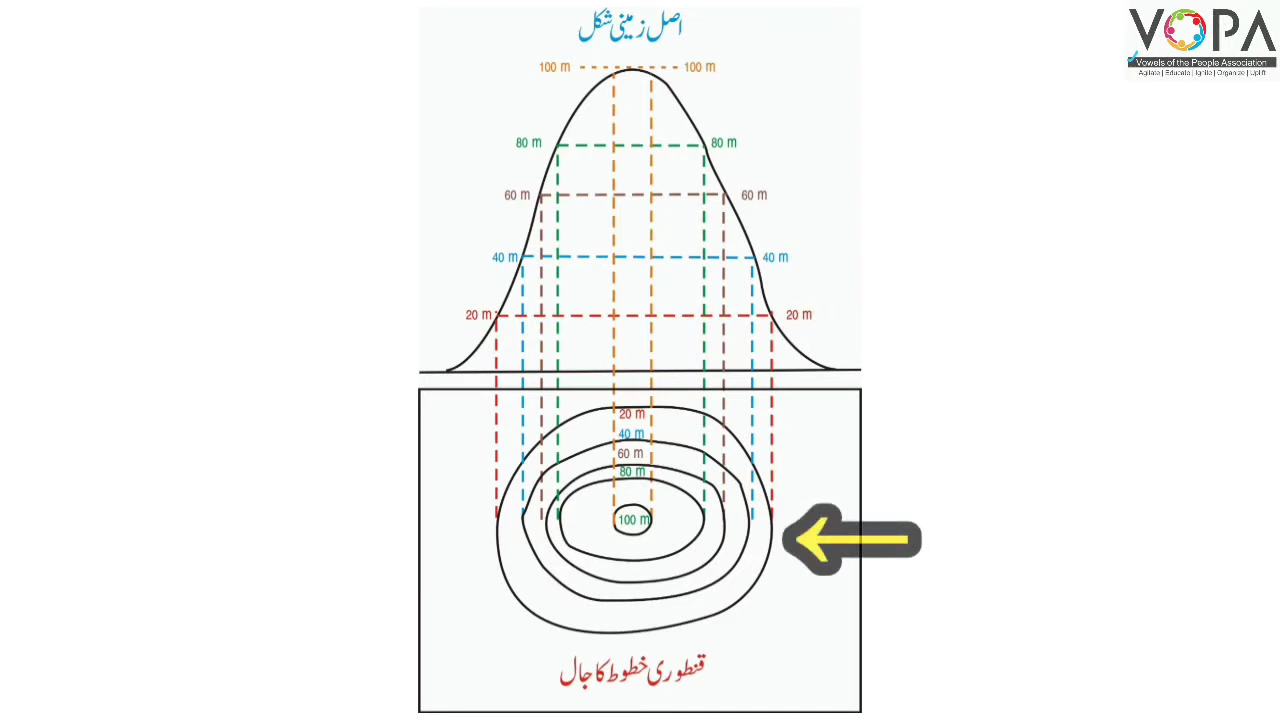 اصل زمینی شکل
VOPA
Vowels of the People Association
Agitate | Educate | Ignite | Organize | Uplift
100 m 100 m
80 m 80 m
60 m 60 m
40 m 40 m
20 m 20 m
20 m
40 m
60 m
80 m
100 m
قنطوری خطوط کا جال